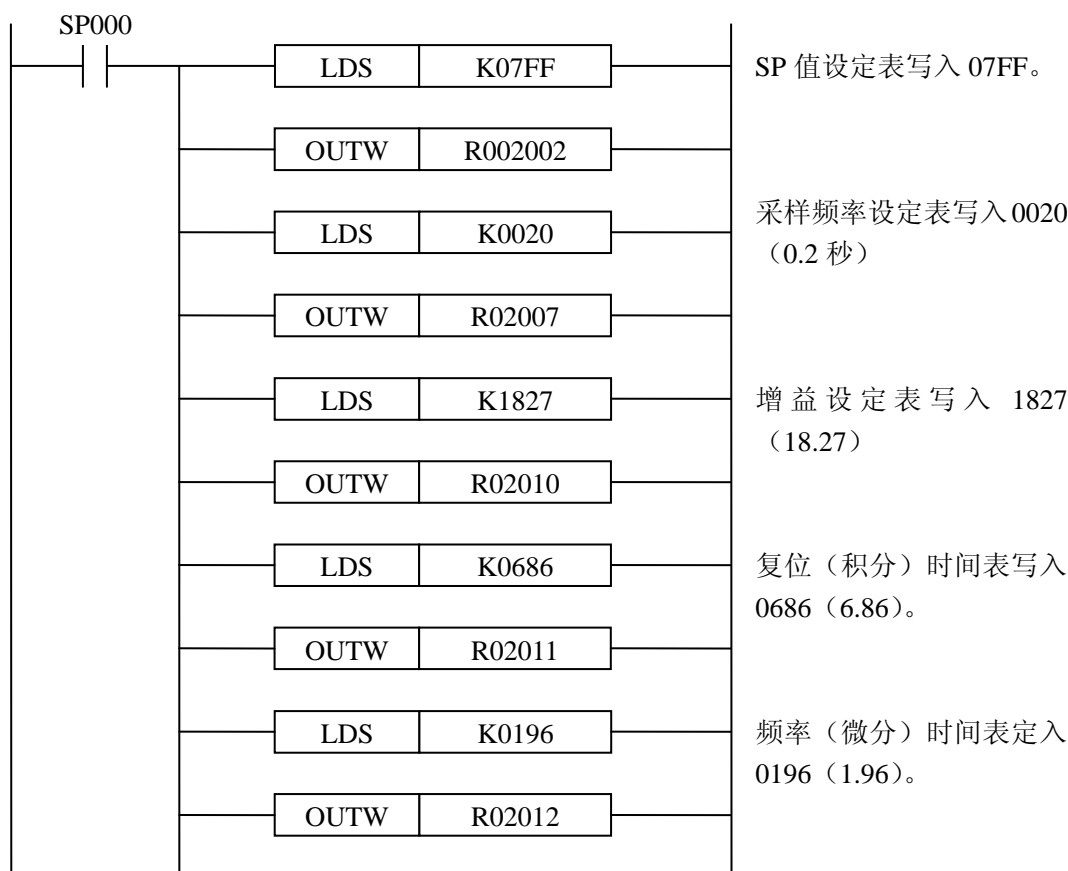 SP000
LDS K07FF
SP 值设定表写入 07FF。
OUTW R002002
LDS K0020
采样频率设定表写入 0020
（0.2 秒）
OUTW R02007
LDS K1827
增益设定表写入 1827
（18.27）
OUTW R02010
LDS K0686
复位（积分）时间表写入
0686（6.86）。
OUTW R02011
LDS K0196
频率（微分）时间表定入
0196（1.96）。
OUTW R02012